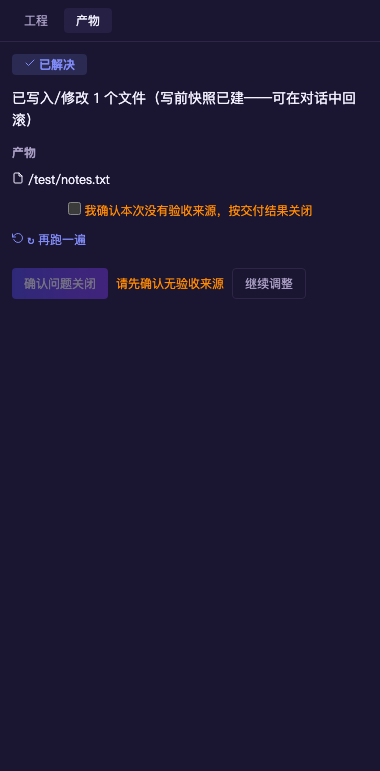 工程 产物
已解决
已写入/修改 1 个文件（写前快照已建——可在对话中回
滚）
产物
/test/notes.txt
我确认本次没有验收来源，按交付结果关闭
↻ 再跑一遍
确认问题关闭 请先确认无验收来源 继续调整